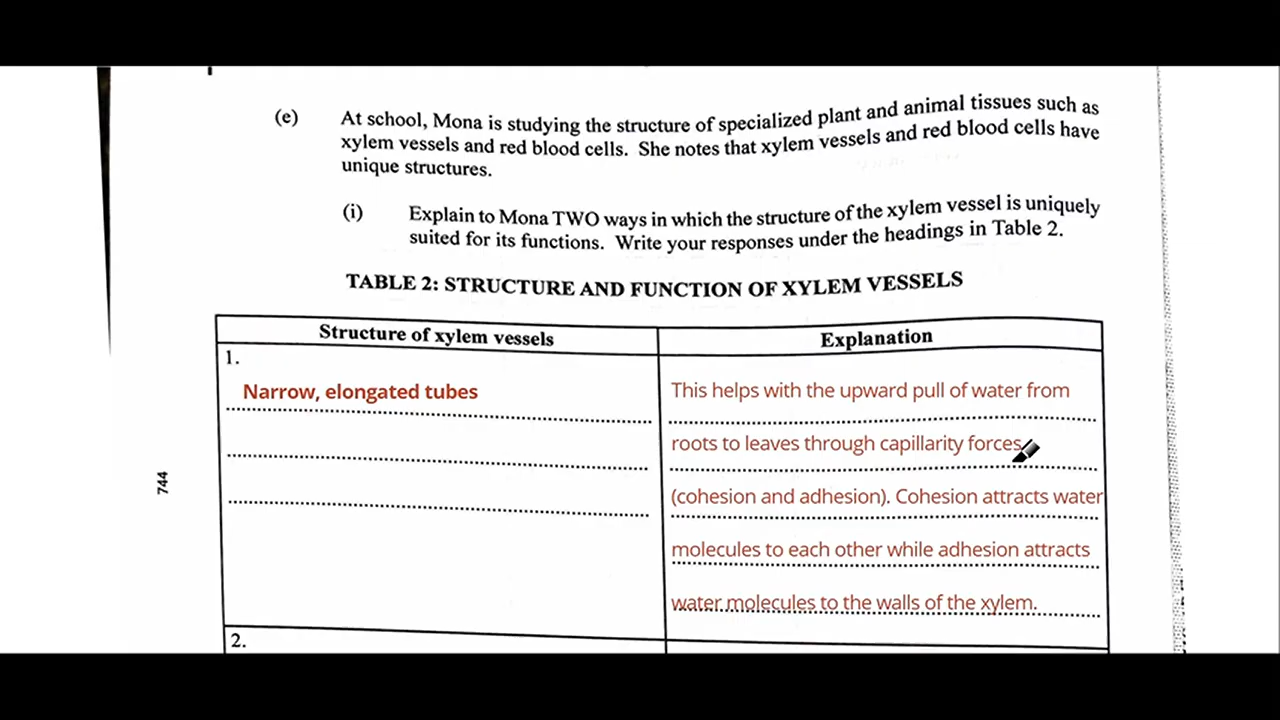 (e) At school, Mona is studying the structure of specialized plant and animal tissues such as
xylem vessels and red blood cells. She notes that xylem vessels and red blood cells have
unique structures.
(i) Explain to Mona TWO ways in which the structure of the xylem vessel is uniquely
suited for its functions. Write your responses under the headings in Table 2.
TABLE 2: STRUCTURE AND FUNCTION OF XYLEM VESSELS
Structure of xylem vessels
Explanation
1.
Narrow, elongated tubes
This helps with the upward pull of water from
roots to leaves through capillarity forces
(cohesion and adhesion). Cohesion attracts water
molecules to each other while adhesion attracts
water molecules to the walls of the xylem.
2.
744